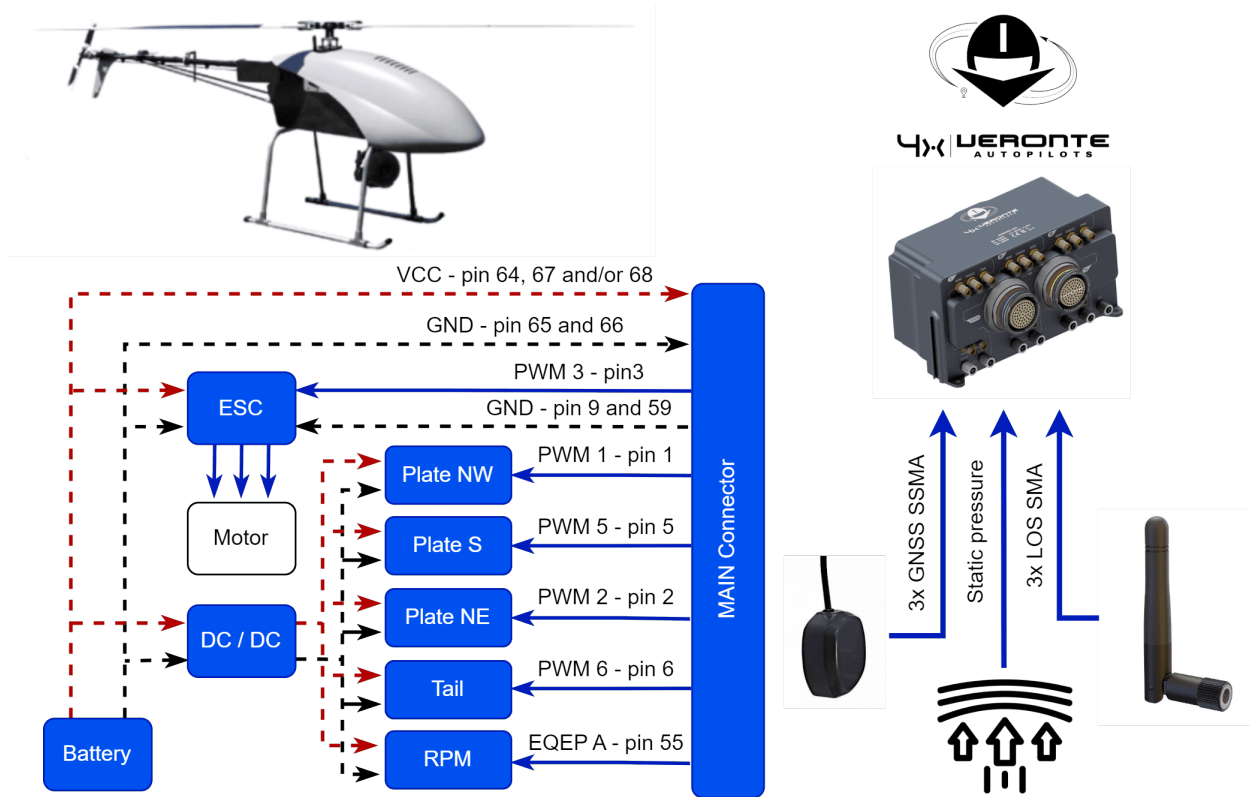 4x VERONTE
AUTOPILOTS
VCC - pin 64, 67 and/or 68
GND - pin 65 and 66
PWM 3 - pin3
ESC
GND - pin 9 and 59
PWM 1 - pin 1
Plate NW
Motor
PWM 5 - pin 5
Plate S
PWM 2 - pin 2
Plate NE
DC / DC
PWM 6 - pin 6
Tail
Battery
EQEP A - pin 55
RPM
MAIN Connector
4x VERONTE
3x GNSS SSMA
Static pressure
3x LOS SMA